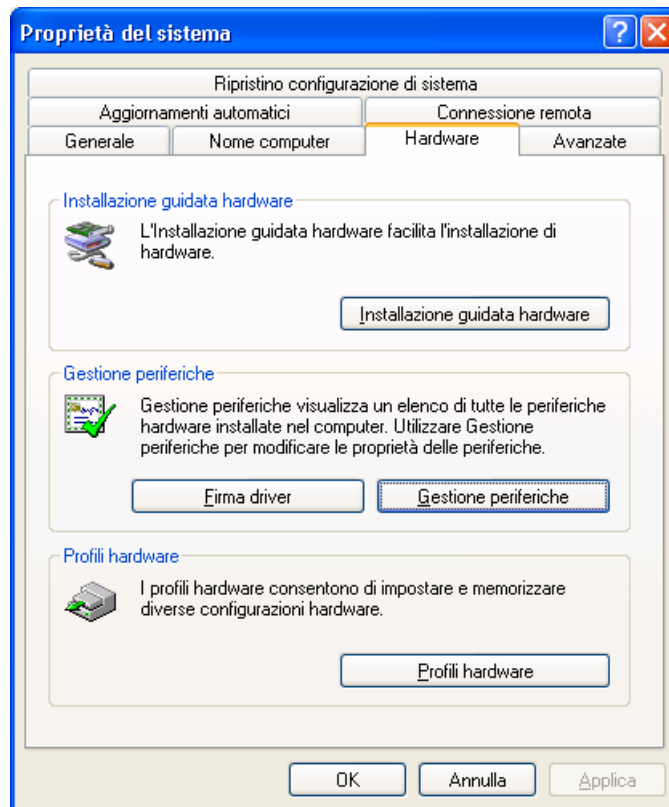 Proprietà del sistema
Ripristino configurazione di sistema
Aggiornamenti automatici
Connessione remota
Generale
Nome computer
Hardware
Avanzate
Installazione guidata hardware
L'Installazione guidata hardware facilita l'installazione di
hardware.
Installazione guidata hardware
Gestione periferiche
Gestione periferiche visualizza un elenco di tutte le periferiche
hardware installate nel computer. Utilizzare Gestione
periferiche per modificare le proprietà delle periferiche.
Firma driver
Gestione periferiche
Profili hardware
I profili hardware consentono di impostare e memorizzare
diverse configurazioni hardware.
Profili hardware
OK
Annulla
Applica